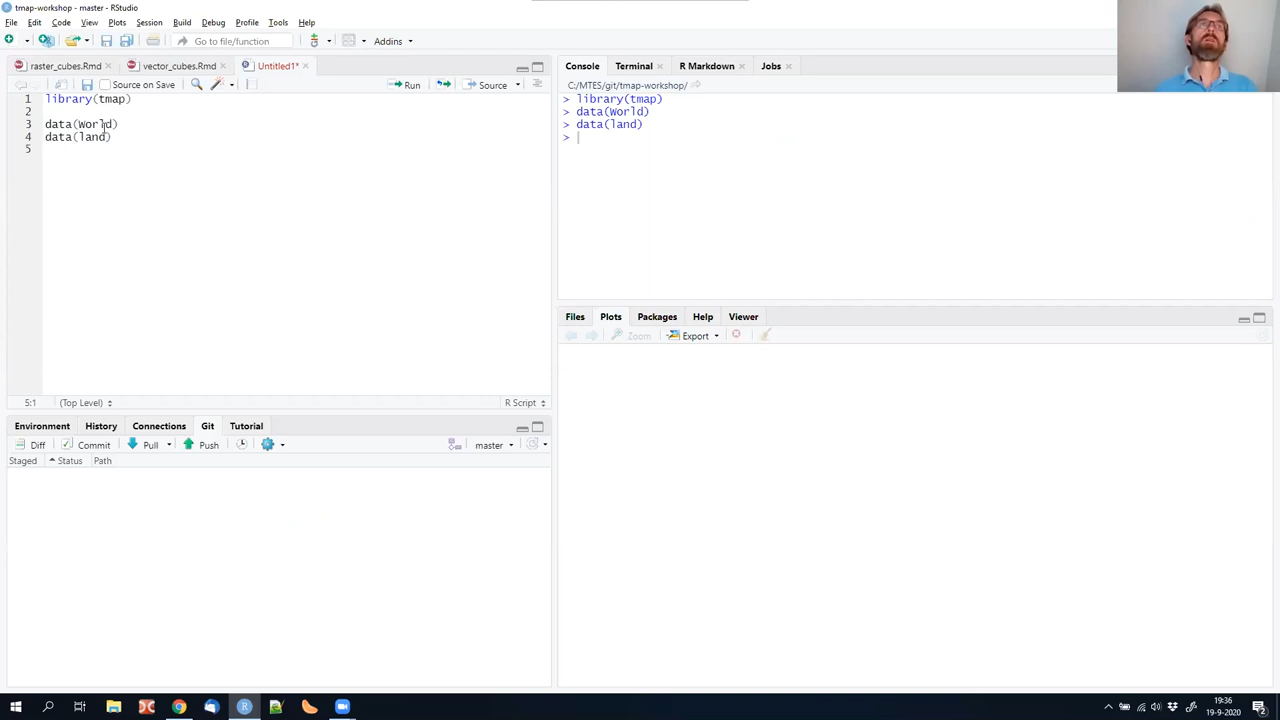 tmap-workshop - master - RStudio
File Edit Code View Plots Session Build Debug Profile Tools Help
Go to file/function Addins
raster_cubes.Rmd vector_cubes.Rmd Untitled1*
Source on Save Run Source
1 library(tmap)
2
3 data(World)
4 data(land)
5
5:1 (Top Level) R Script
Environment History Connections Git Tutorial
Diff Commit Pull Push master
Staged Status Path
Console Terminal R Markdown Jobs
C:/MTES/git/tmap-workshop/
> library(tmap)
> data(World)
> data(land)
>
Files Plots Packages Help Viewer
Zoom Export
19:36
19-9-2020
2